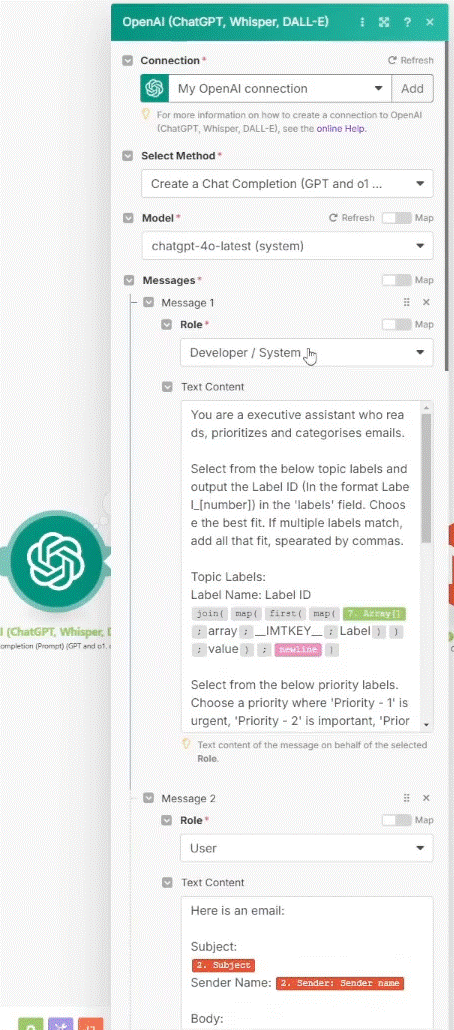 OpenAI (ChatGPT, Whisper, DALL-E) ?
Connection* Refresh
My OpenAI connection Add
For more information on how to create a connection to OpenAI
(ChatGPT, Whisper, DALL-E), see the online Help.
Select Method*
Create a Chat Completion (GPT and o1 ...
Model* Refresh Map
chatgpt-4o-latest (system)
Messages* Map
Message 1
Role* Map
Developer / System
Text Content
You are a executive assistant who rea
ds, prioritizes and categorises emails.
Select from the below topic labels and
output the Label ID (In the format Labe
l_[number]) in the 'labels' field. Choos
e the best fit. If multiple labels match,
add all that fit, spearated by commas.
Topic Labels:
Label Name: Label ID
join( map( first( map( 7. Array[]
; array ; __IMTKEY__ ; Label ) )
; value ) ; newline )
Select from the below priority labels.
Choose a priority where 'Priority - 1' is
urgent, 'Priority - 2' is important, 'Prior
Text content of the message on behalf of the selected
Role.
Message 2
Role* Map
User
Text Content
Here is an email:
Subject:
2. Subject
Sender Name: 2. Sender: Sender name
Body:
I (ChatGPT, Whisper, D
ompletion (Prompt) (GPT and o1,